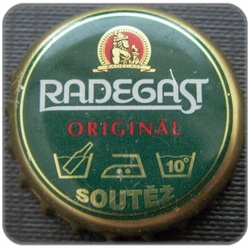 RADEGAST
ORIGINÁL
10°
SOUTĚŽ